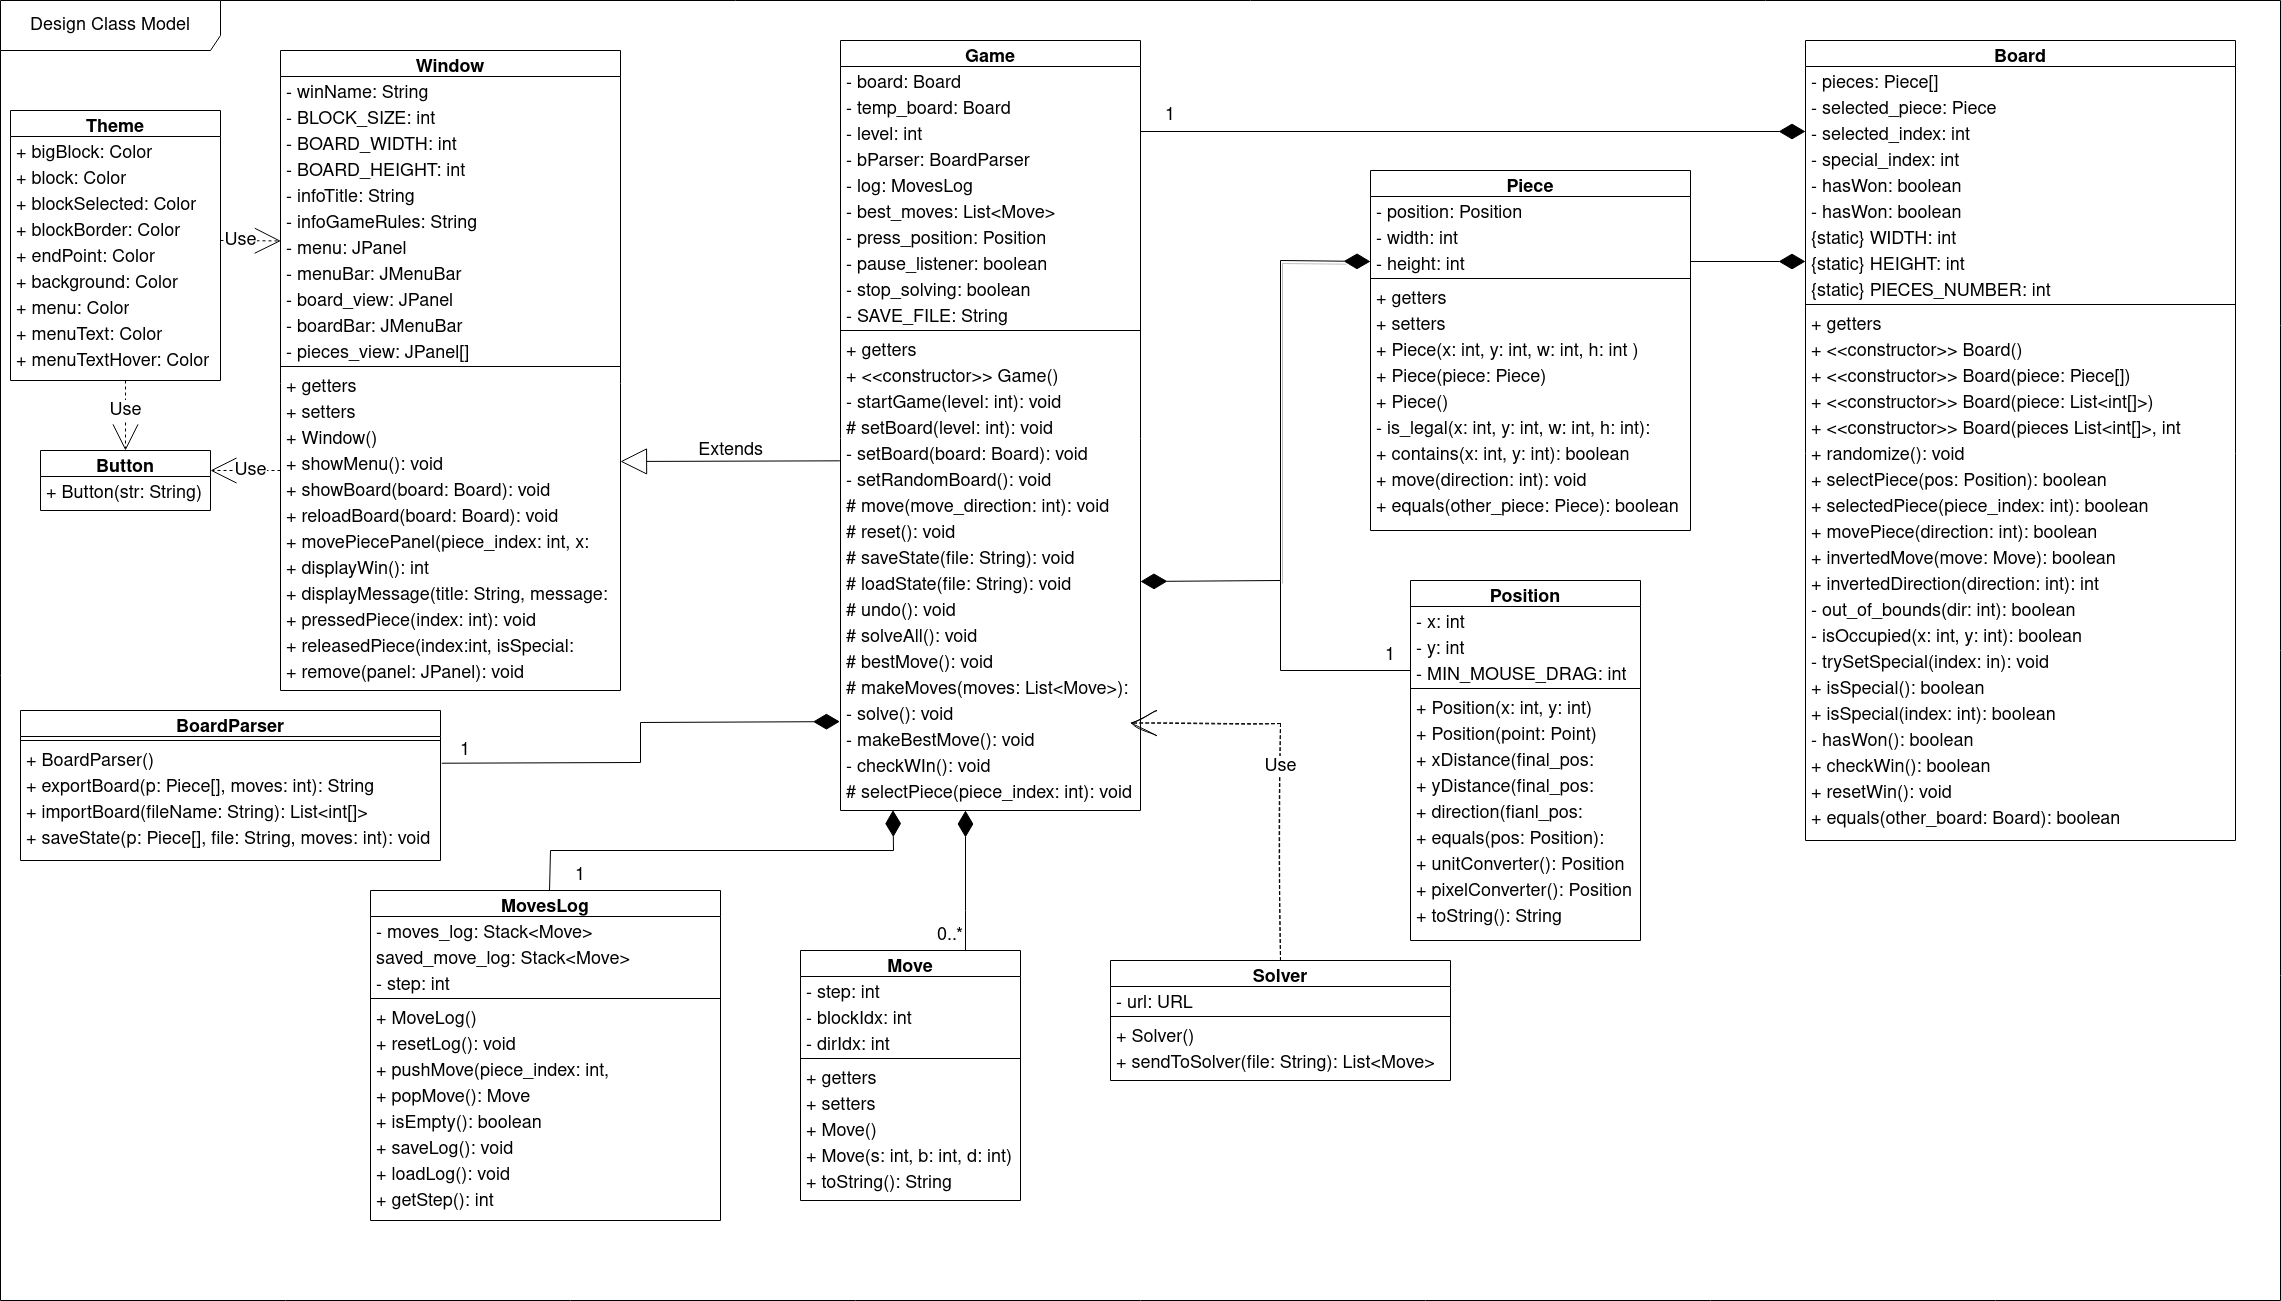 Design Class Model
Theme
+ bigBlock: Color
+ block: Color
+ blockSelected: Color
+ blockBorder: Color
+ endPoint: Color
+ background: Color
+ menu: Color
+ menuText: Color
+ menuTextHover: Color
Use
Use
Button
+ Button(str: String)
Use
Window
- winName: String
- BLOCK_SIZE: int
- BOARD_WIDTH: int
- BOARD_HEIGHT: int
- infoTitle: String
- infoGameRules: String
- menu: JPanel
- menuBar: JMenuBar
- board_view: JPanel
- boardBar: JMenuBar
- pieces_view: JPanel[]
+ getters
+ setters
+ Window()
+ showMenu(): void
+ showBoard(board: Board): void
+ reloadBoard(board: Board): void
+ movePiecePanel(piece_index: int, x:
+ displayWin(): int
+ displayMessage(title: String, message:
+ pressedPiece(index: int): void
+ releasedPiece(index:int, isSpecial:
+ remove(panel: JPanel): void
Extends
Game
- board: Board
- temp_board: Board
- level: int
- bParser: BoardParser
- log: MovesLog
- best_moves: List<Move>
- press_position: Position
- pause_listener: boolean
- stop_solving: boolean
- SAVE_FILE: String
+ getters
+ <<constructor>> Game()
- startGame(level: int): void
# setBoard(level: int): void
- setBoard(board: Board): void
- setRandomBoard(): void
# move(move_direction: int): void
# reset(): void
# saveState(file: String): void
# loadState(file: String): void
# undo(): void
# solveAll(): void
# bestMove(): void
# makeMoves(moves: List<Move>):
- solve(): void
- makeBestMove(): void
- checkWIn(): void
# selectPiece(piece_index: int): void
1
Piece
- position: Position
- width: int
- height: int
+ getters
+ setters
+ Piece(x: int, y: int, w: int, h: int )
+ Piece(piece: Piece)
+ Piece()
- is_legal(x: int, y: int, w: int, h: int):
+ contains(x: int, y: int): boolean
+ move(direction: int): void
+ equals(other_piece: Piece): boolean
Board
- pieces: Piece[]
- selected_piece: Piece
- selected_index: int
- special_index: int
- hasWon: boolean
- hasWon: boolean
{static} WIDTH: int
{static} HEIGHT: int
{static} PIECES_NUMBER: int
+ getters
+ <<constructor>> Board()
+ <<constructor>> Board(piece: Piece[])
+ <<constructor>> Board(piece: List<int[]>)
+ <<constructor>> Board(pieces List<int[]>, int
+ randomize(): void
+ selectPiece(pos: Position): boolean
+ selectedPiece(piece_index: int): boolean
+ movePiece(direction: int): boolean
+ invertedMove(move: Move): boolean
+ invertedDirection(direction: int): int
- out_of_bounds(dir: int): boolean
- isOccupied(x: int, y: int): boolean
- trySetSpecial(index: in): void
+ isSpecial(): boolean
+ isSpecial(index: int): boolean
- hasWon(): boolean
+ checkWin(): boolean
+ resetWin(): void
+ equals(other_board: Board): boolean
1
Position
- x: int
- y: int
- MIN_MOUSE_DRAG: int
+ Position(x: int, y: int)
+ Position(point: Point)
+ xDistance(final_pos:
+ yDistance(final_pos:
+ direction(fianl_pos:
+ equals(pos: Position):
+ unitConverter(): Position
+ pixelConverter(): Position
+ toString(): String
BoardParser
+ BoardParser()
+ exportBoard(p: Piece[], moves: int): String
+ importBoard(fileName: String): List<int[]>
+ saveState(p: Piece[], file: String, moves: int): void
1
1
MovesLog
- moves_log: Stack<Move>
saved_move_log: Stack<Move>
- step: int
+ MoveLog()
+ resetLog(): void
+ pushMove(piece_index: int,
+ popMove(): Move
+ isEmpty(): boolean
+ saveLog(): void
+ loadLog(): void
+ getStep(): int
0..*
Move
- step: int
- blockIdx: int
- dirIdx: int
+ getters
+ setters
+ Move()
+ Move(s: int, b: int, d: int)
+ toString(): String
Use
Solver
- url: URL
+ Solver()
+ sendToSolver(file: String): List<Move>